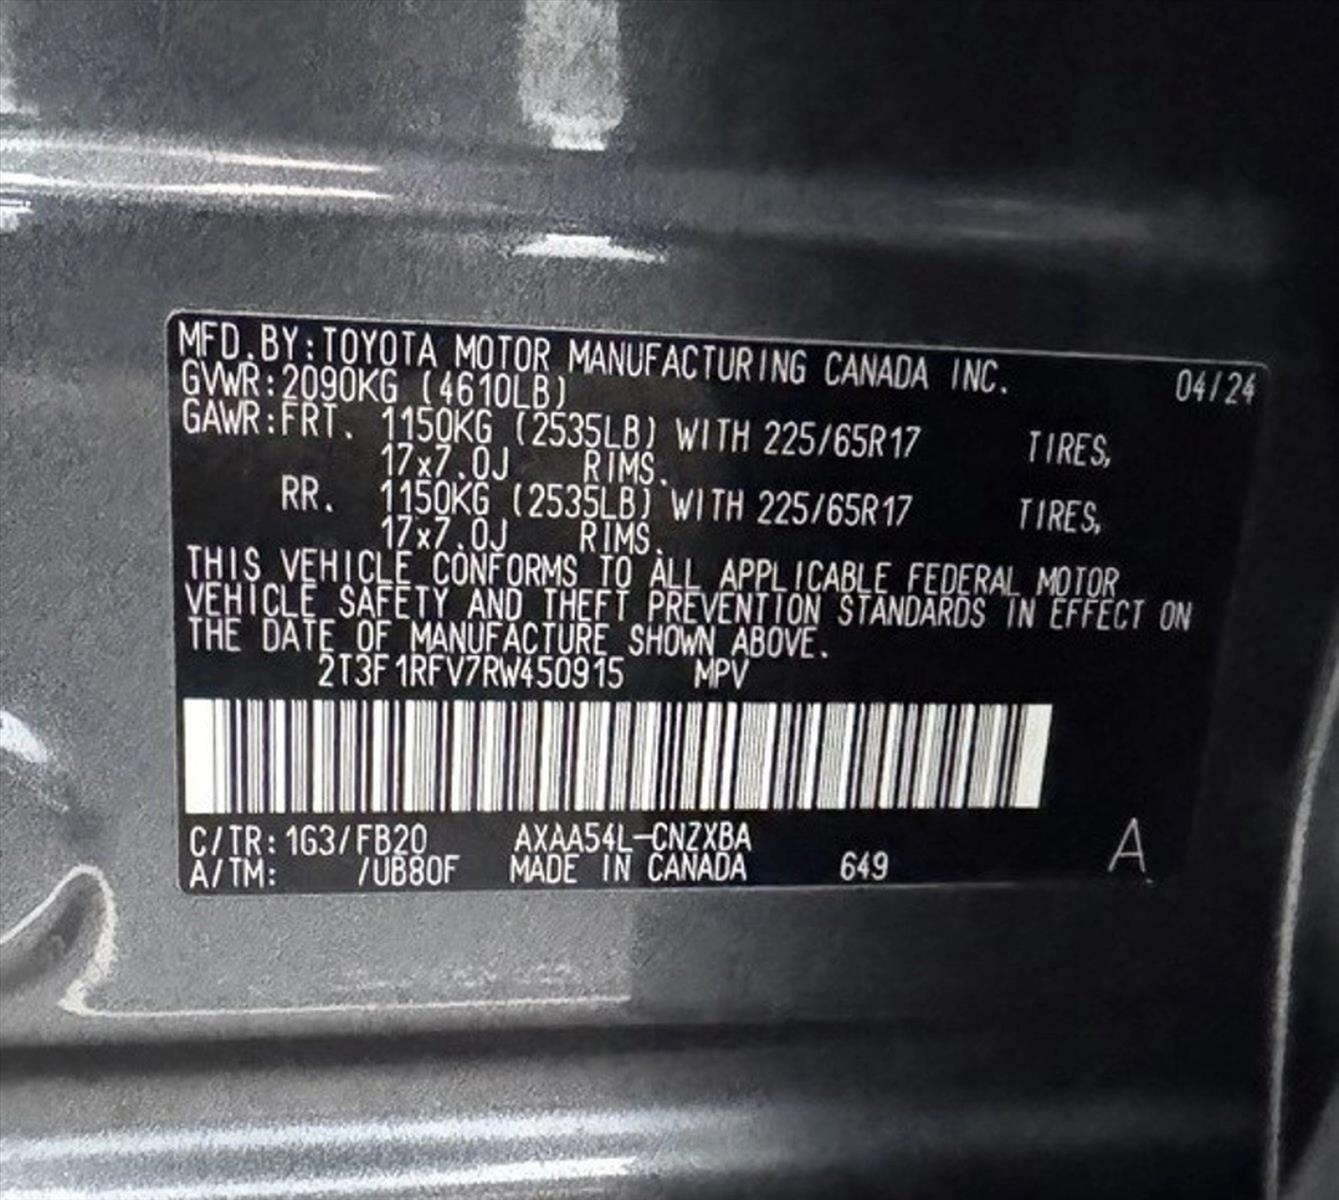 MFD.BY:TOYOTA MOTOR MANUFACTURING CANADA INC. 04/24
GVWR:2090KG (4610LB)
GAWR:FRT. 1150KG (2535LB) WITH 225/65R17 TIRES,
17x7.0J RIMS.
RR. 1150KG (2535LB) WITH 225/65R17 TIRES,
17x7.0J RIMS.
THIS VEHICLE CONFORMS TO ALL APPLICABLE FEDERAL MOTOR
VEHICLE SAFETY AND THEFT PREVENTION STANDARDS IN EFFECT ON
THE DATE OF MANUFACTURE SHOWN ABOVE.
2T3F1RFV7RW450915 MPV
C/TR:1G3/FB20 AXAA54L-CNZXBA A
A/TM: /UB80F MADE IN CANADA 649